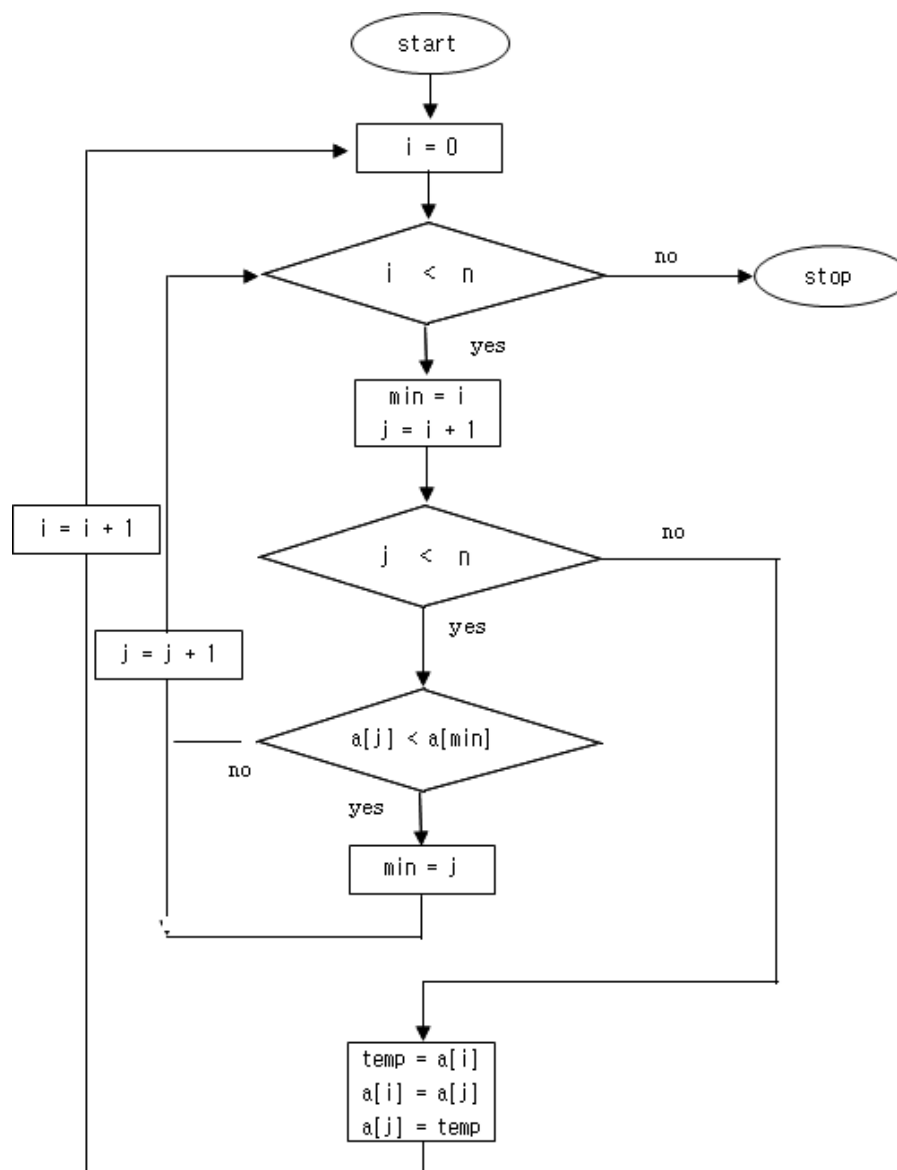 start
i = 0
i < n
no
stop
yes
min = i
j = i + 1
i = i + 1
j < n
no
yes
j = j + 1
a[j] < a[min]
no
yes
min = j
temp = a[i]
a[i] = a[j]
a[j] = temp